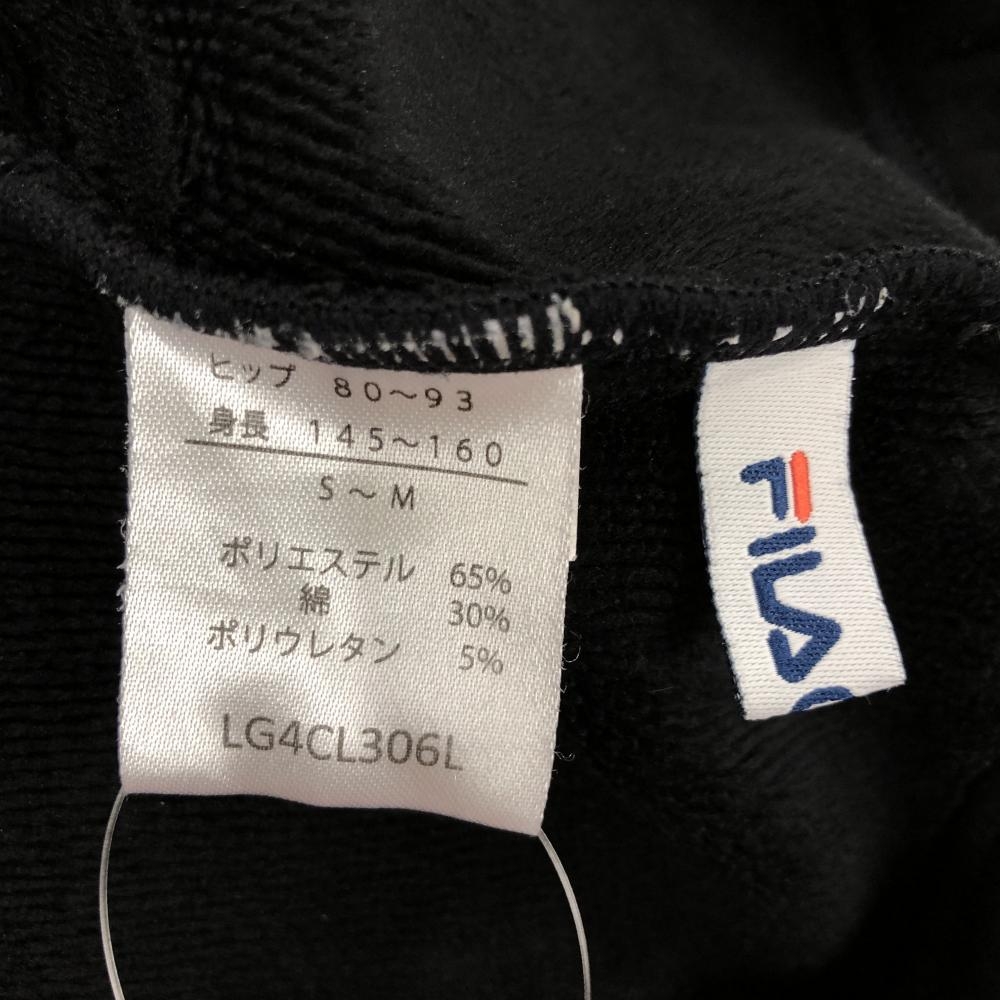 ヒップ 80～93
身長 145～160
S～M
ポリエステル 65%
綿 30%
ポリウレタン 5%
LG4CL306L
FILA